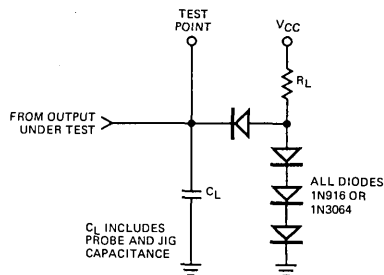 TEST
POINT
VCC
RL
FROM OUTPUT
UNDER TEST
CL
ALL DIODES
1N916 OR
1N3064
CL INCLUDES
PROBE AND JIG
CAPACITANCE